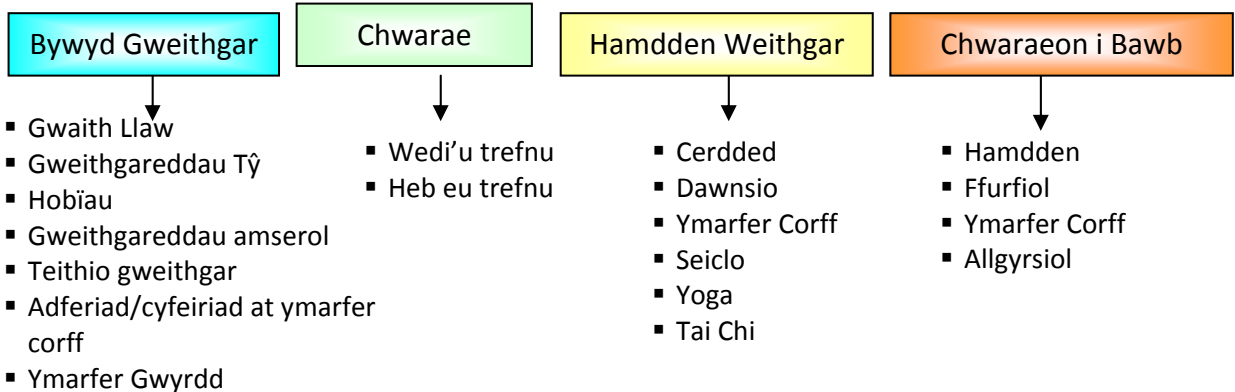 Bywyd Gweithgar
▪ Gwaith Llaw
▪ Gweithgareddau Tŷ
▪ Hobïau
▪ Gweithgareddau amserol
▪ Teithio gweithgar
▪ Adferiad/cyfeiriad at ymarfer
corff
▪ Ymarfer Gwyrdd
Chwarae
▪ Wedi’u trefnu
▪ Heb eu trefnu
Hamdden Weithgar
▪ Cerdded
▪ Dawnsio
▪ Ymarfer Corff
▪ Seiclo
▪ Yoga
▪ Tai Chi
Chwaraeon i Bawb
▪ Hamdden
▪ Ffurfiol
▪ Ymarfer Corff
▪ Allgyrsiol